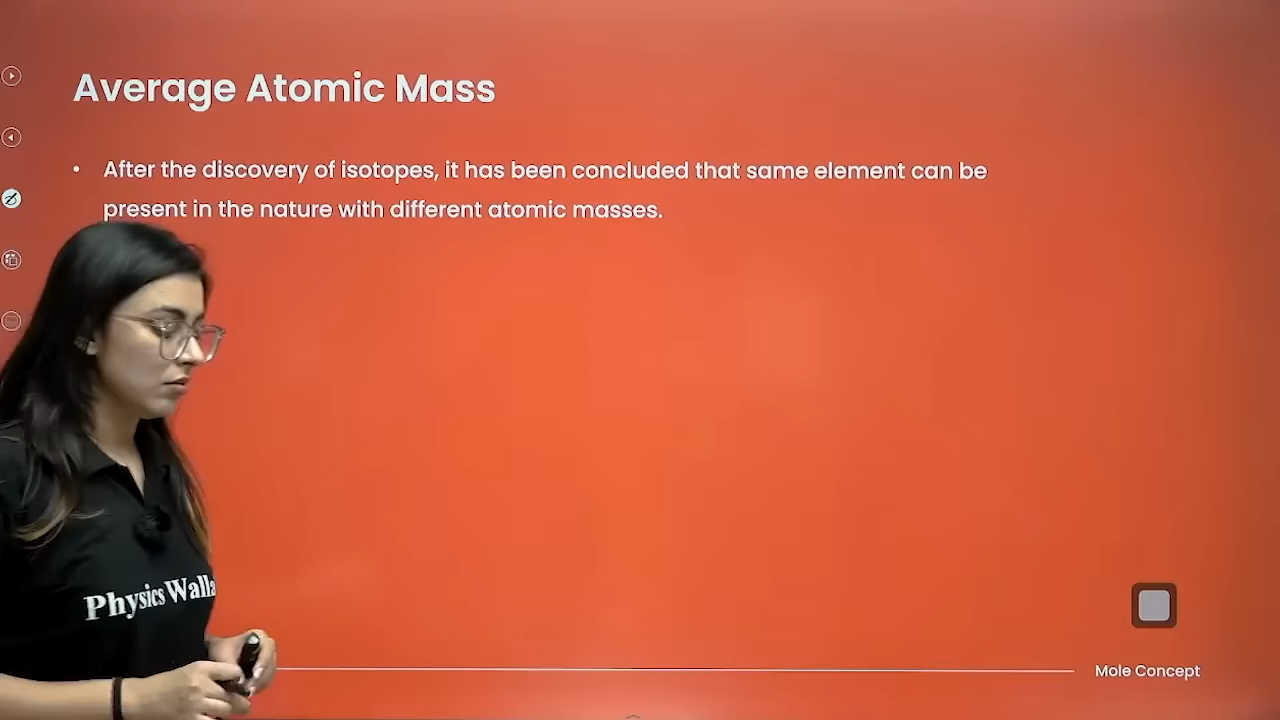 Average Atomic Mass
• After the discovery of isotopes, it has been concluded that same element can be
present in the nature with different atomic masses.
Physics Walla
Mole Concept